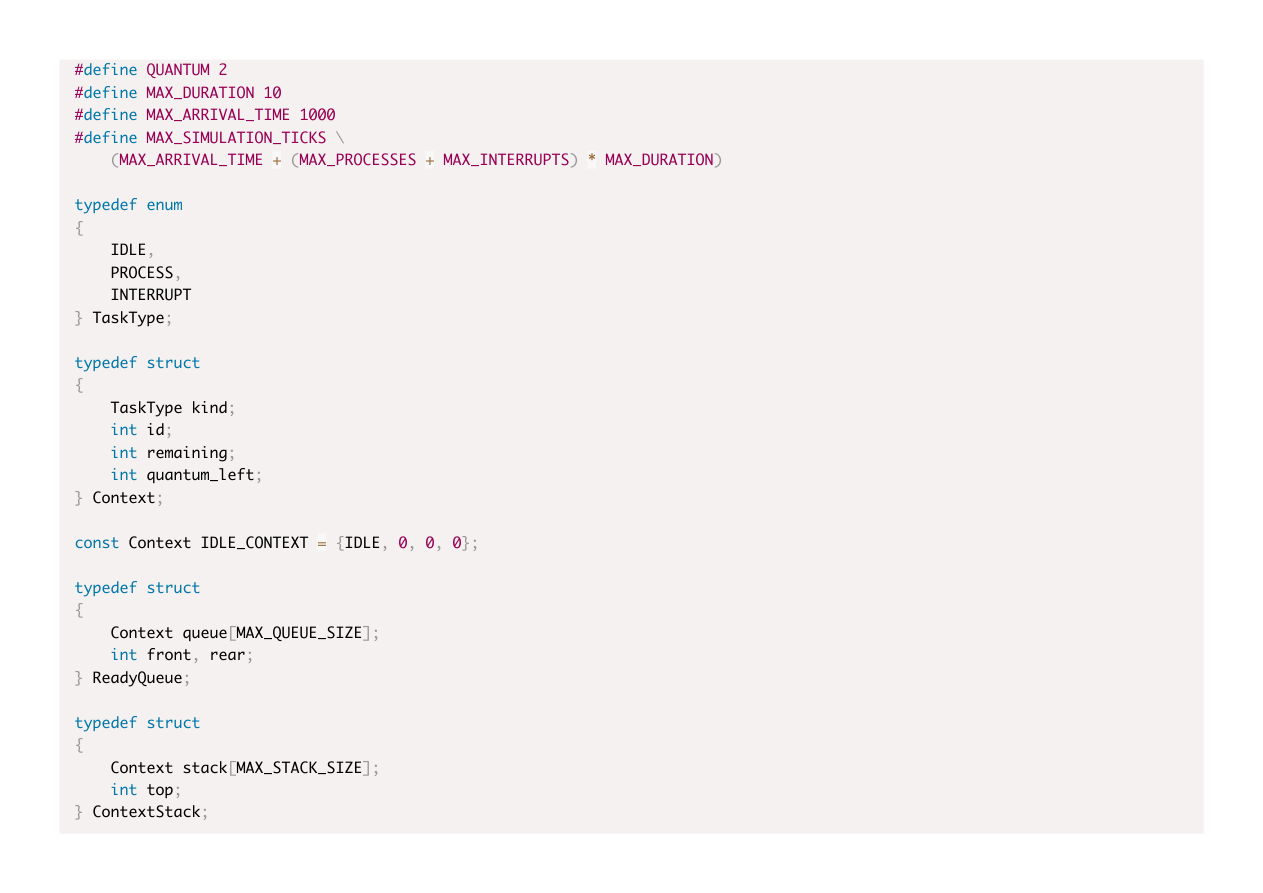 #define QUANTUM 2
#define MAX_DURATION 10
#define MAX_ARRIVAL_TIME 1000
#define MAX_SIMULATION_TICKS \
    (MAX_ARRIVAL_TIME + (MAX_PROCESSES + MAX_INTERRUPTS) * MAX_DURATION)

typedef enum
{
    IDLE,
    PROCESS,
    INTERRUPT
} TaskType;

typedef struct
{
    TaskType kind;
    int id;
    int remaining;
    int quantum_left;
} Context;

const Context IDLE_CONTEXT = {IDLE, 0, 0, 0};

typedef struct
{
    Context queue[MAX_QUEUE_SIZE];
    int front, rear;
} ReadyQueue;

typedef struct
{
    Context stack[MAX_STACK_SIZE];
    int top;
} ContextStack;